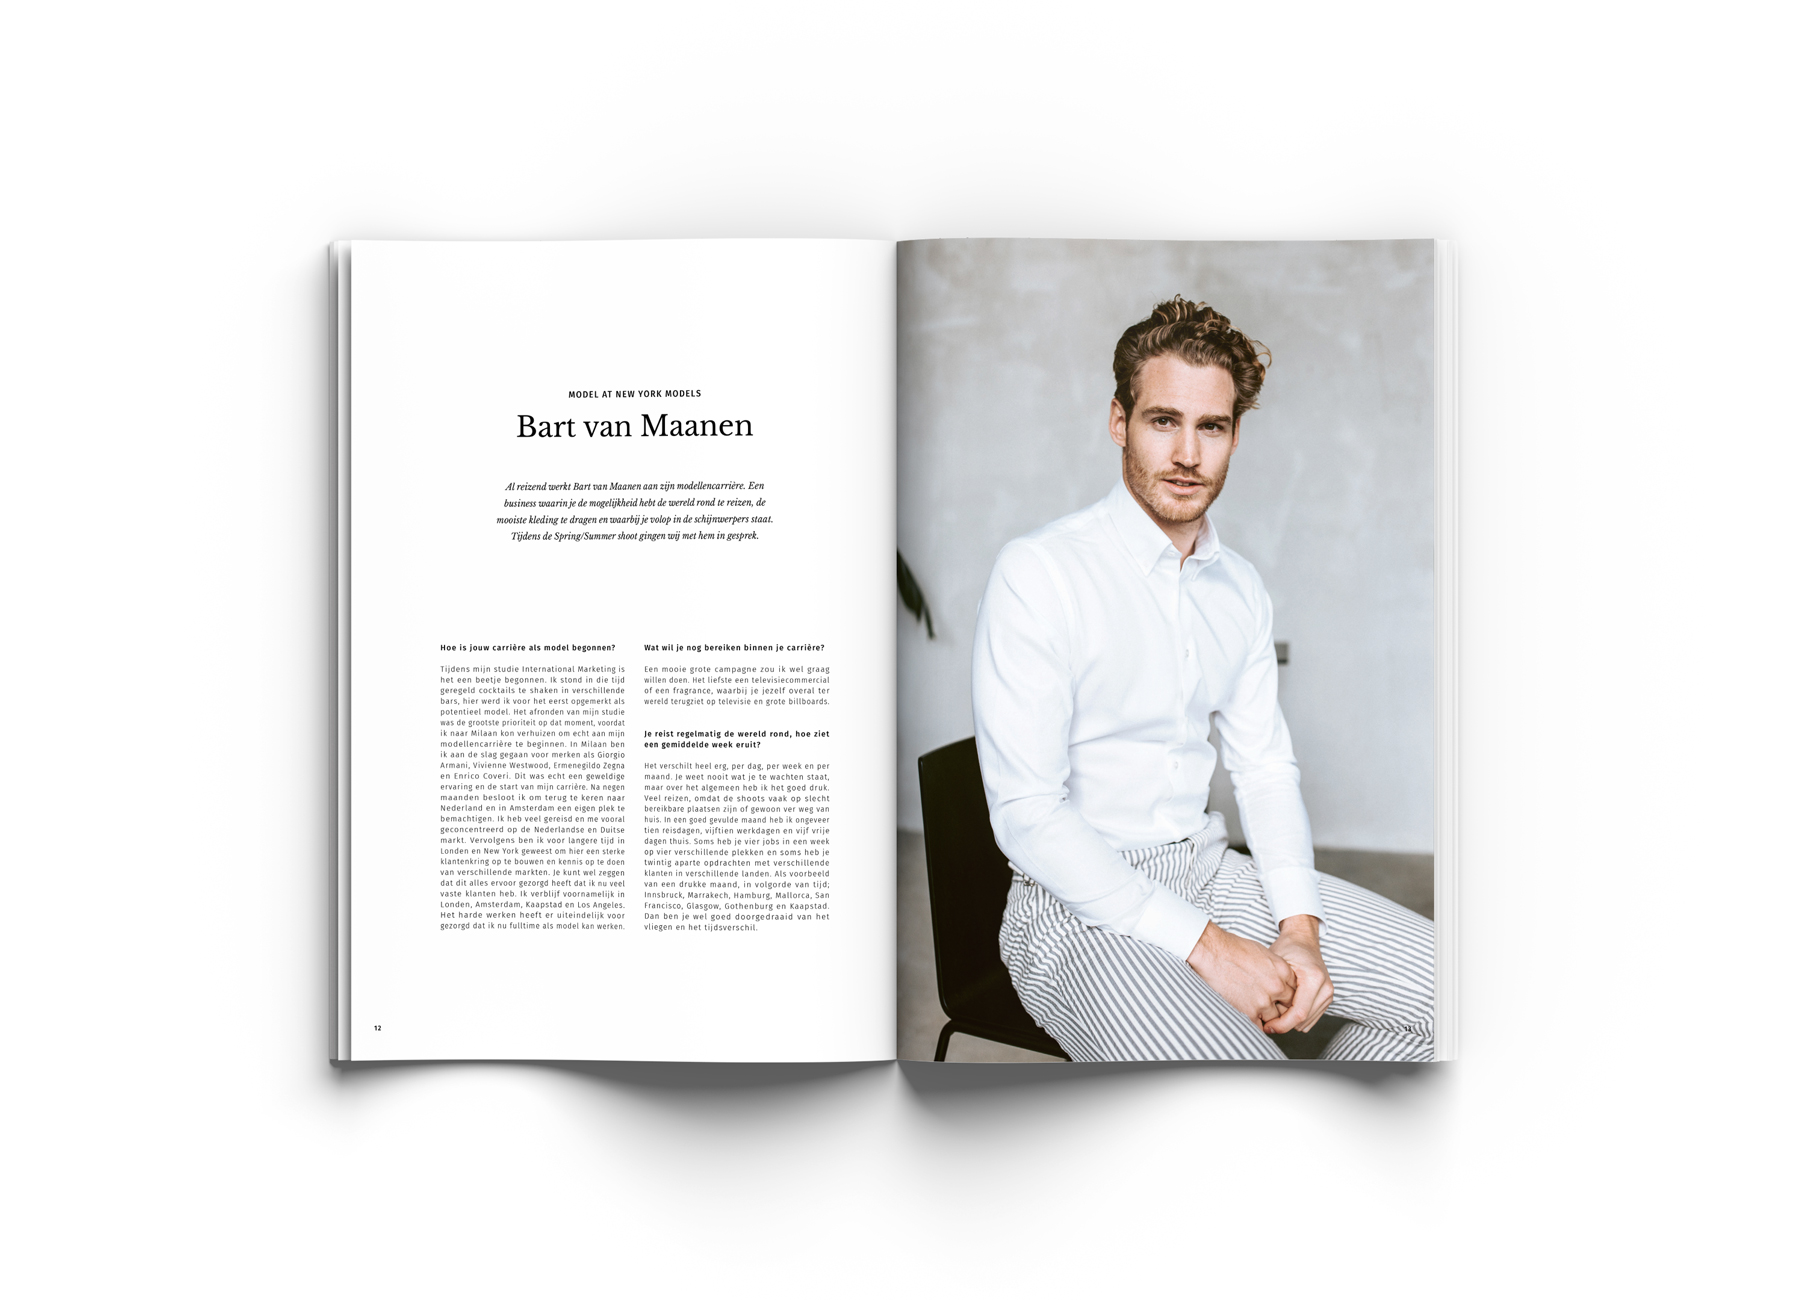 MODEL AT NEW YORK MODELS
Bart van Maanen
Al reizend werkt Bart van Maanen aan zijn modellencarrière. Een
business waarin je de mogelijkheid hebt de wereld rond te reizen, de
mooiste kleding te dragen en waarbij je volop in de schijnwerpers staat.
Tijdens de Spring/Summer shoot gingen wij met hem in gesprek.
Hoe is jouw carrière als model begonnen?
Tijdens mijn studie International Marketing is
het een beetje begonnen. Ik stond in die tijd
geregeld cocktails te shaken in verschillende
bars, hier werd ik voor het eerst opgemerkt als
potentieel model. Het afronden van mijn studie
was de grootste prioriteit op dat moment, voordat
ik naar Milaan kon verhuizen om echt aan mijn
modellencarrière te beginnen. In Milaan ben
ik aan de slag gegaan voor merken als Giorgio
Armani, Vivienne Westwood, Ermenegildo Zegna
en Enrico Coveri. Dit was echt een geweldige
ervaring en de start van mijn carrière. Na negen
maanden besloot ik om terug te keren naar
Nederland en in Amsterdam een eigen plek te
bemachtigen. Ik heb veel gereisd en me vooral
geconcentreerd op de Nederlandse en Duitse
markt. Vervolgens ben ik voor langere tijd in
Londen en New York geweest om hier een sterke
klantenkring op te bouwen en kennis op te doen
van verschillende markten. Je kunt wel zeggen
dat dit alles ervoor gezorgd heeft dat ik nu veel
vaste klanten heb. Ik verblijf voornamelijk in
Londen, Amsterdam, Kaapstad en Los Angeles.
Het harde werken heeft er uiteindelijk voor
gezorgd dat ik nu fulltime als model kan werken.
Wat wil je nog bereiken binnen je carrière?
Een mooie grote campagne zou ik wel graag
willen doen. Het liefste een televisiecommercial
of een fragrance, waarbij je jezelf overal ter
wereld terugziet op televisie en grote billboards.
Je reist regelmatig de wereld rond, hoe ziet
een gemiddelde week eruit?
Het verschilt heel erg, per dag, per week en per
maand. Je weet nooit wat je te wachten staat,
maar over het algemeen heb ik het goed druk.
Veel reizen, omdat de shoots vaak op slecht
bereikbare plaatsen zijn of gewoon ver weg van
huis. In een goed gevulde maand heb ik ongeveer
tien reisdagen, vijftien werkdagen en vijf vrije
dagen thuis. Soms heb je vier jobs in een week
op vier verschillende plekken en soms heb je
twintig aparte opdrachten met verschillende
klanten in verschillende landen. Als voorbeeld
van een drukke maand, in volgorde van tijd;
Innsbruck, Marrakech, Hamburg, Mallorca, San
Francisco, Glasgow, Gothenburg en Kaapstad.
Dan ben je wel goed doorgedraaid van het
vliegen en het tijdsverschil.
12